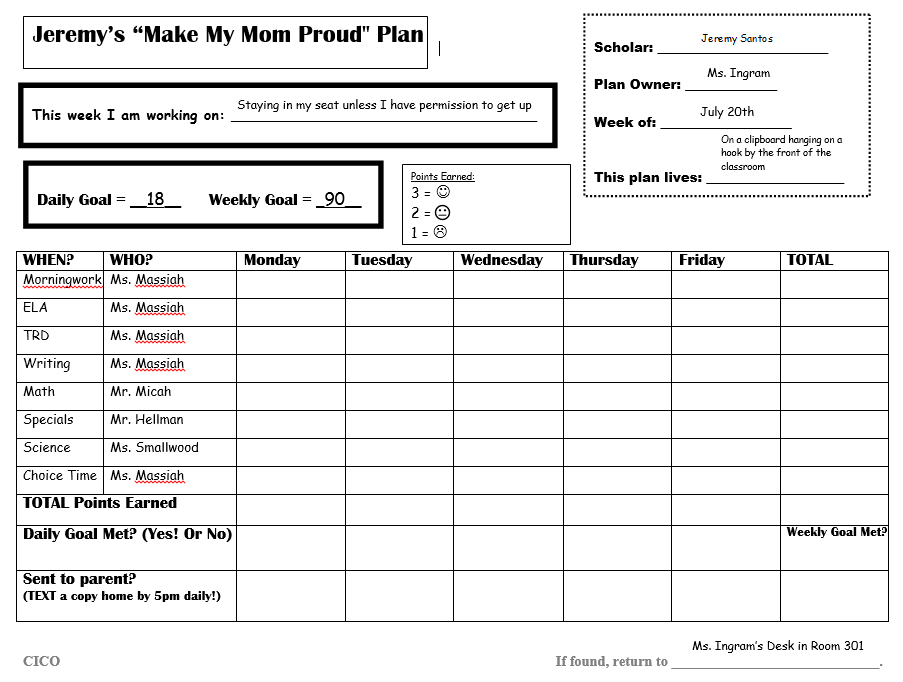 Jeremy's “Make My Mom Proud" Plan
Scholar: Jeremy Santos
Plan Owner: Ms. Ingram
Week of: July 20th
On a clipboard hanging on a
hook by the front of the
classroom
This plan lives: ___________________
This week I am working on: Staying in my seat unless I have permission to get up
Daily Goal = __18__ Weekly Goal = _90__
Points Earned:
3 = ☺
2 = 😐
1 = ☹
WHEN? WHO? Monday Tuesday Wednesday Thursday Friday TOTAL
Morningwork Ms. Massiah
ELA Ms. Massiah
TRD Ms. Massiah
Writing Ms. Massiah
Math Mr. Micah
Specials Mr. Hellman
Science Ms. Smallwood
Choice Time Ms. Massiah
TOTAL Points Earned
Daily Goal Met? (Yes! Or No) Weekly Goal Met?
Sent to parent?
(TEXT a copy home by 5pm daily!)
Ms. Ingram's Desk in Room 301
CICO If found, return to ______________________________.